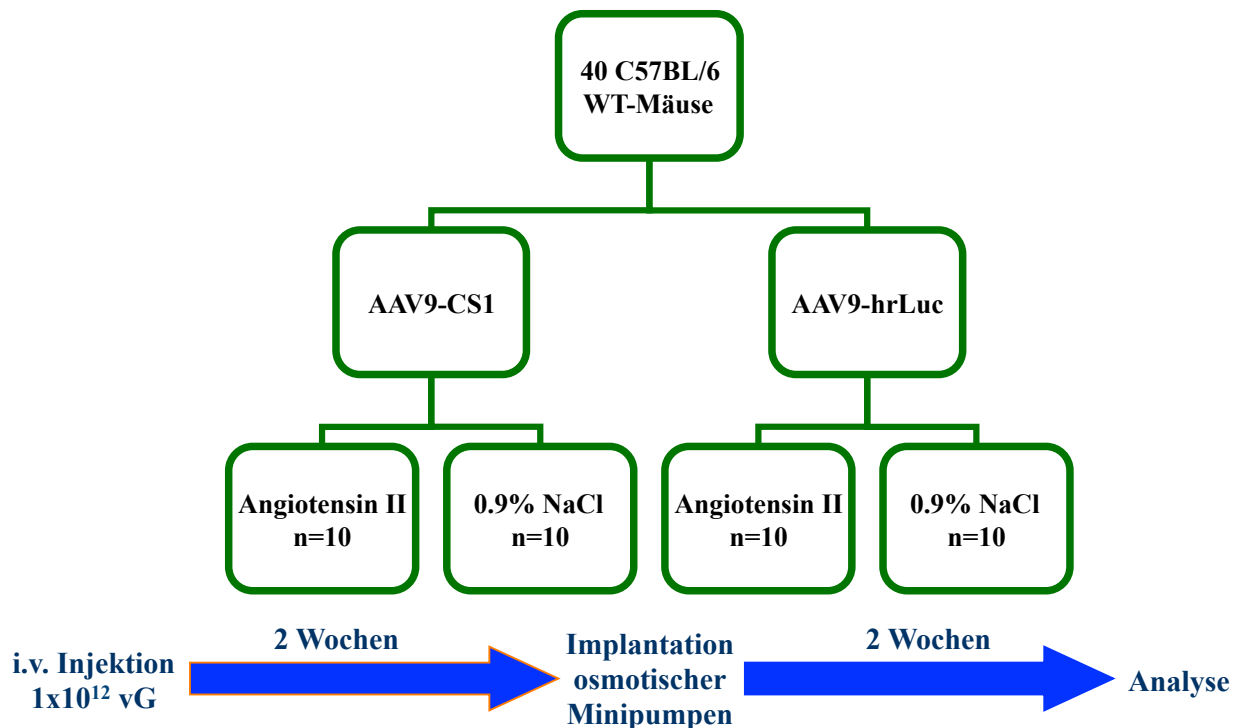 40 C57BL/6
WT-Mäuse
AAV9-CS1
AAV9-hrLuc
Angiotensin II
n=10
0.9% NaCl
n=10
Angiotensin II
n=10
0.9% NaCl
n=10
i.v. Injektion
1x10¹² vG
2 Wochen
Implantation
osmotischer
Minipumpen
2 Wochen
Analyse